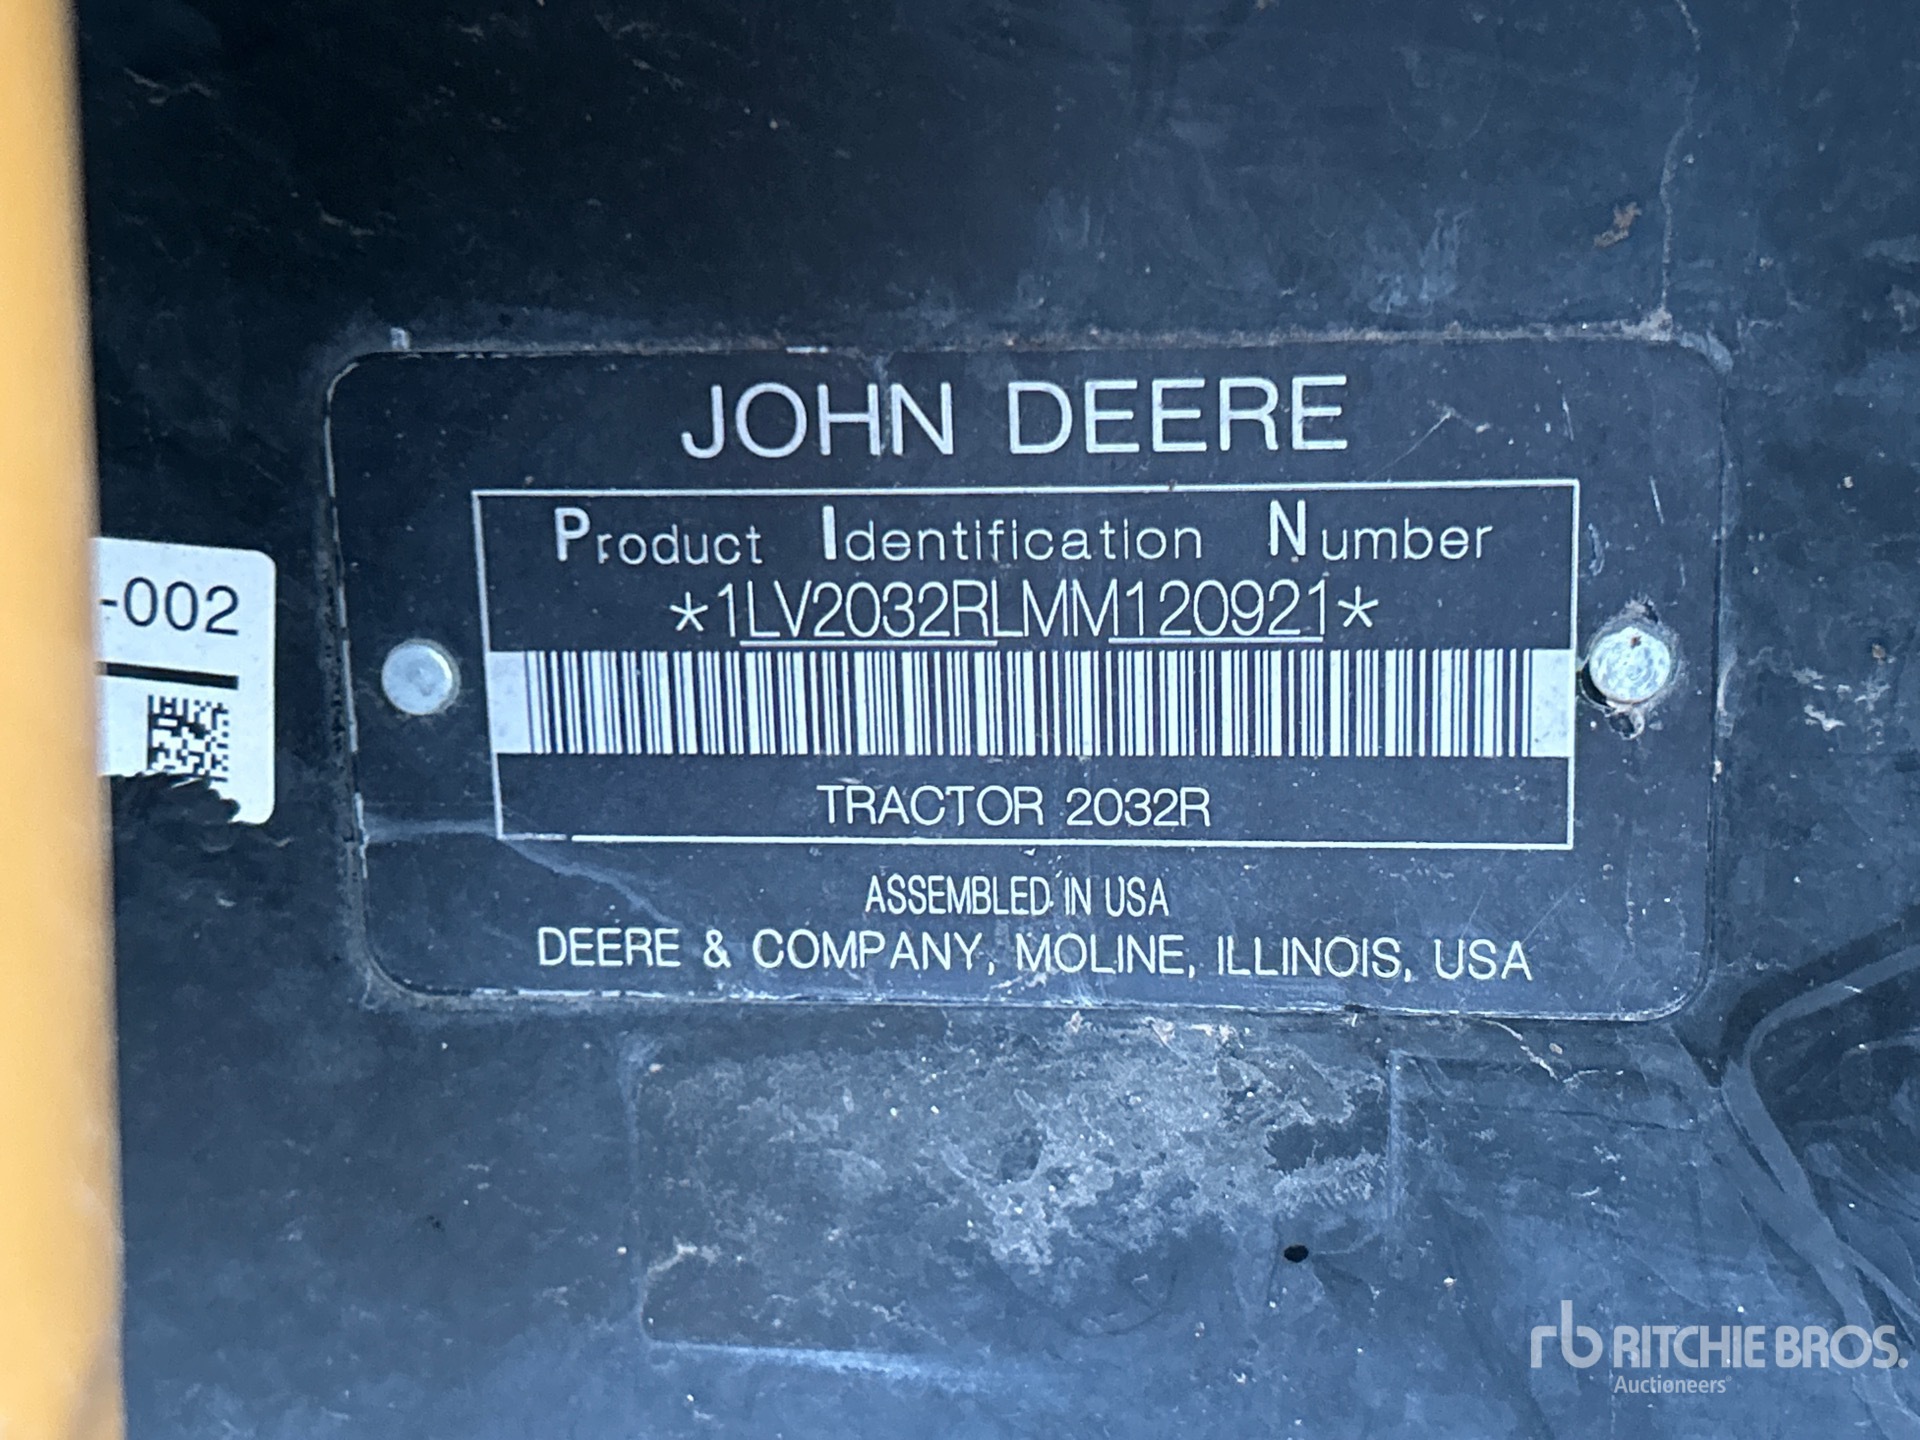 JOHN DEERE
Product Identification Number
*1LV2032RLMM120921*
TRACTOR 2032R
ASSEMBLED IN USA
DEERE & COMPANY, MOLINE, ILLINOIS, USA
-002
rb RITCHIE BROS.
Auctioneers